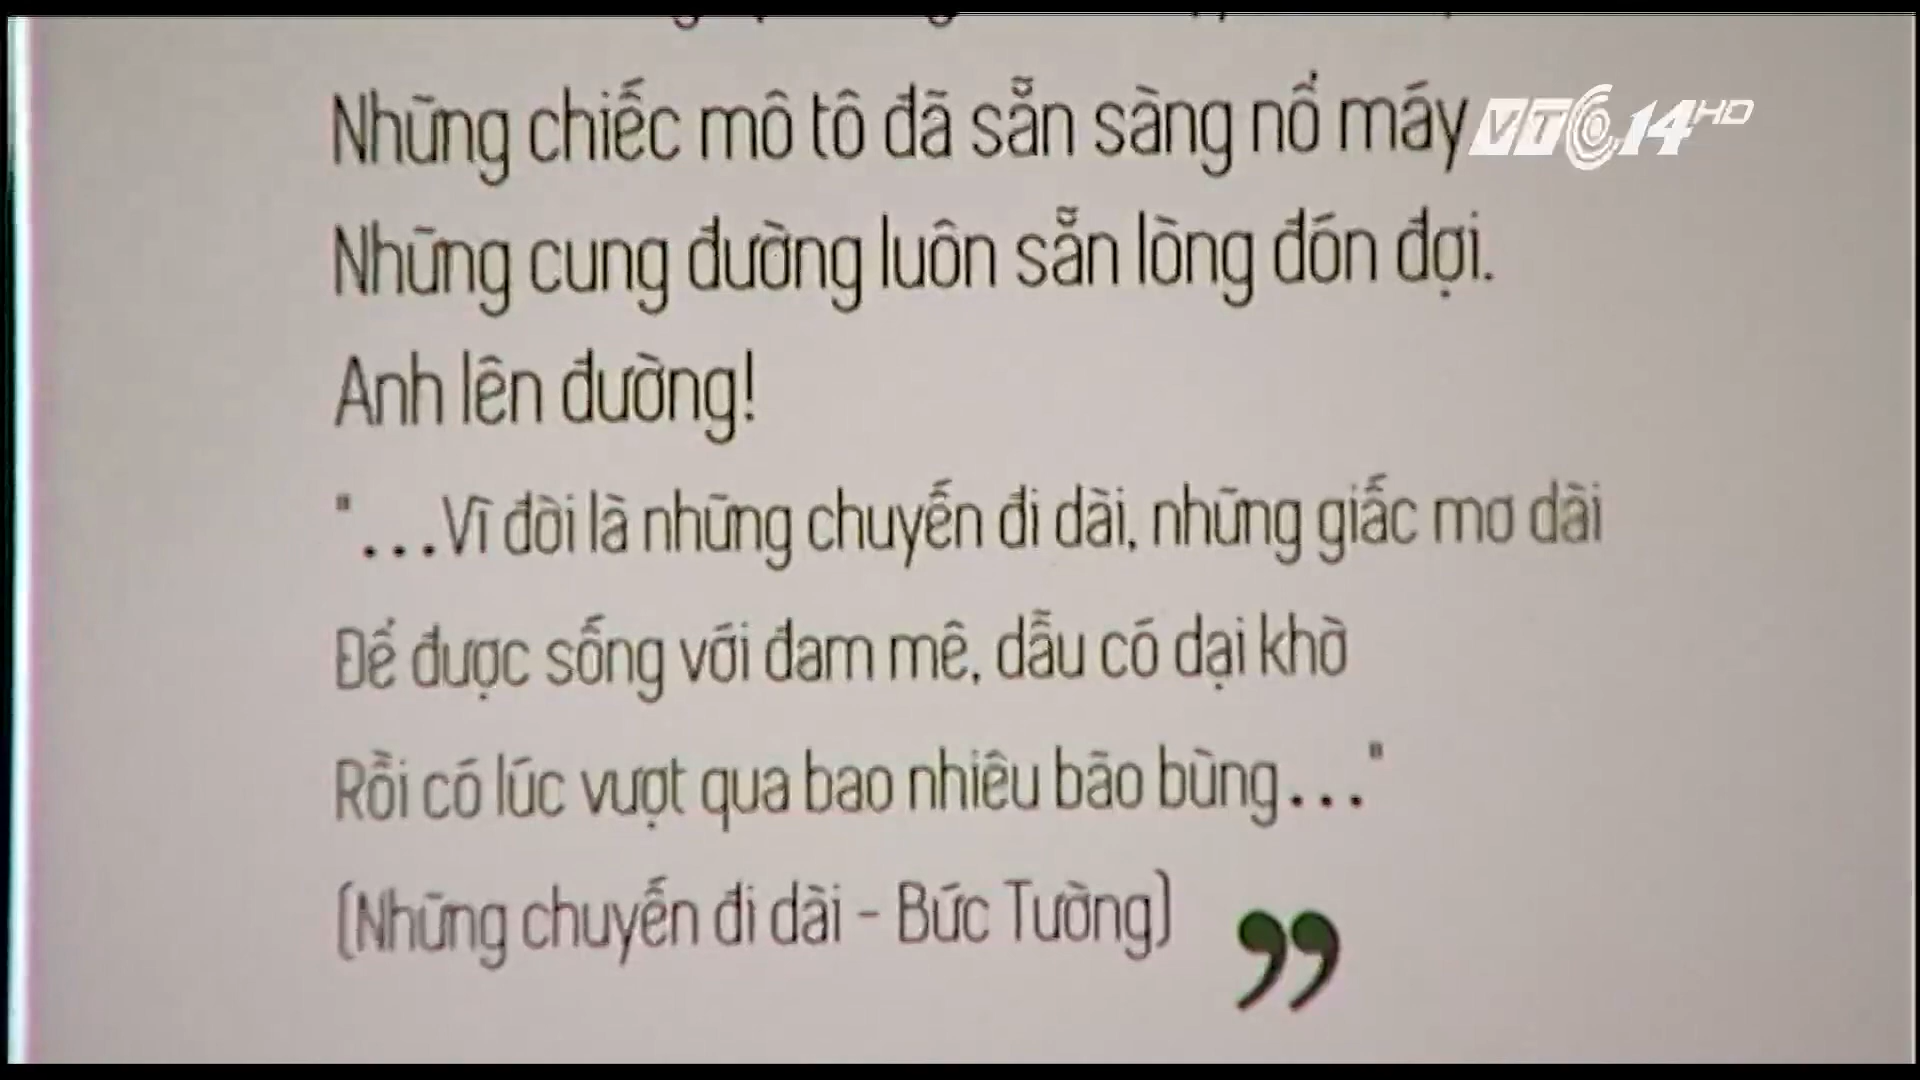 Những chiếc mô tô đã sẵn sàng nổ máy
VTC14HD
Những cung đường luôn sẵn lòng đón đợi.
Anh lên đường!
"...Vì đời là những chuyến đi dài, những giấc mơ dài
Để được sống với đam mê, dẫu có dại khờ
Rồi có lúc vượt qua bao nhiêu bão bùng..."
(Những chuyến đi dài - Bức Tường)
”